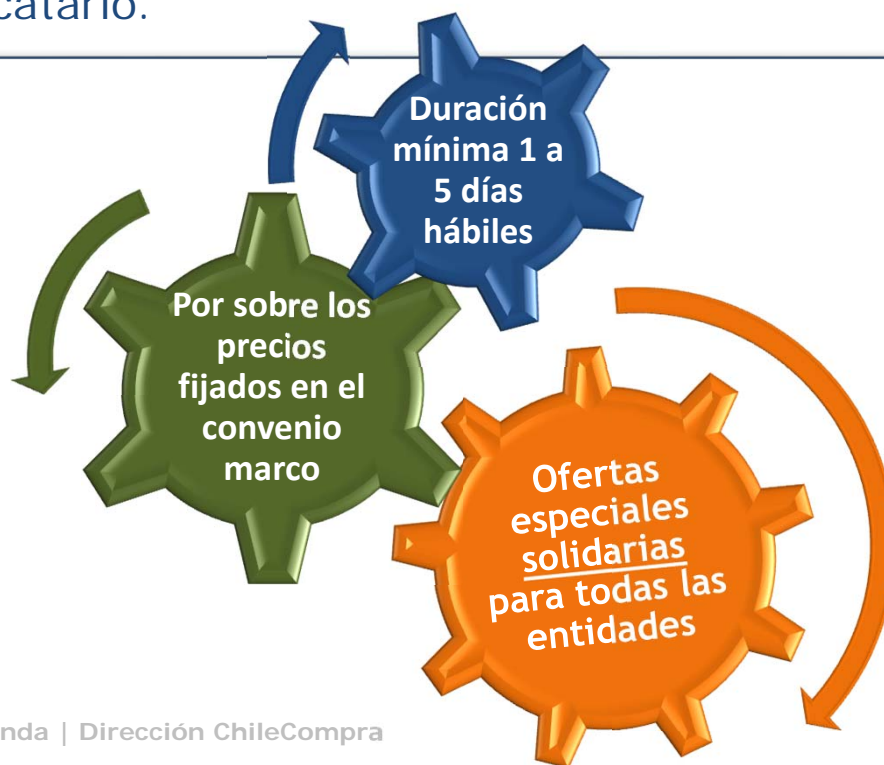 catario.
Duración
mínima 1 a
5 días
hábiles
Por sobre los
precios
fijados en el
convenio
marco
Ofertas
especiales
solidarias
para todas las
entidades
nda | Dirección ChileCompra